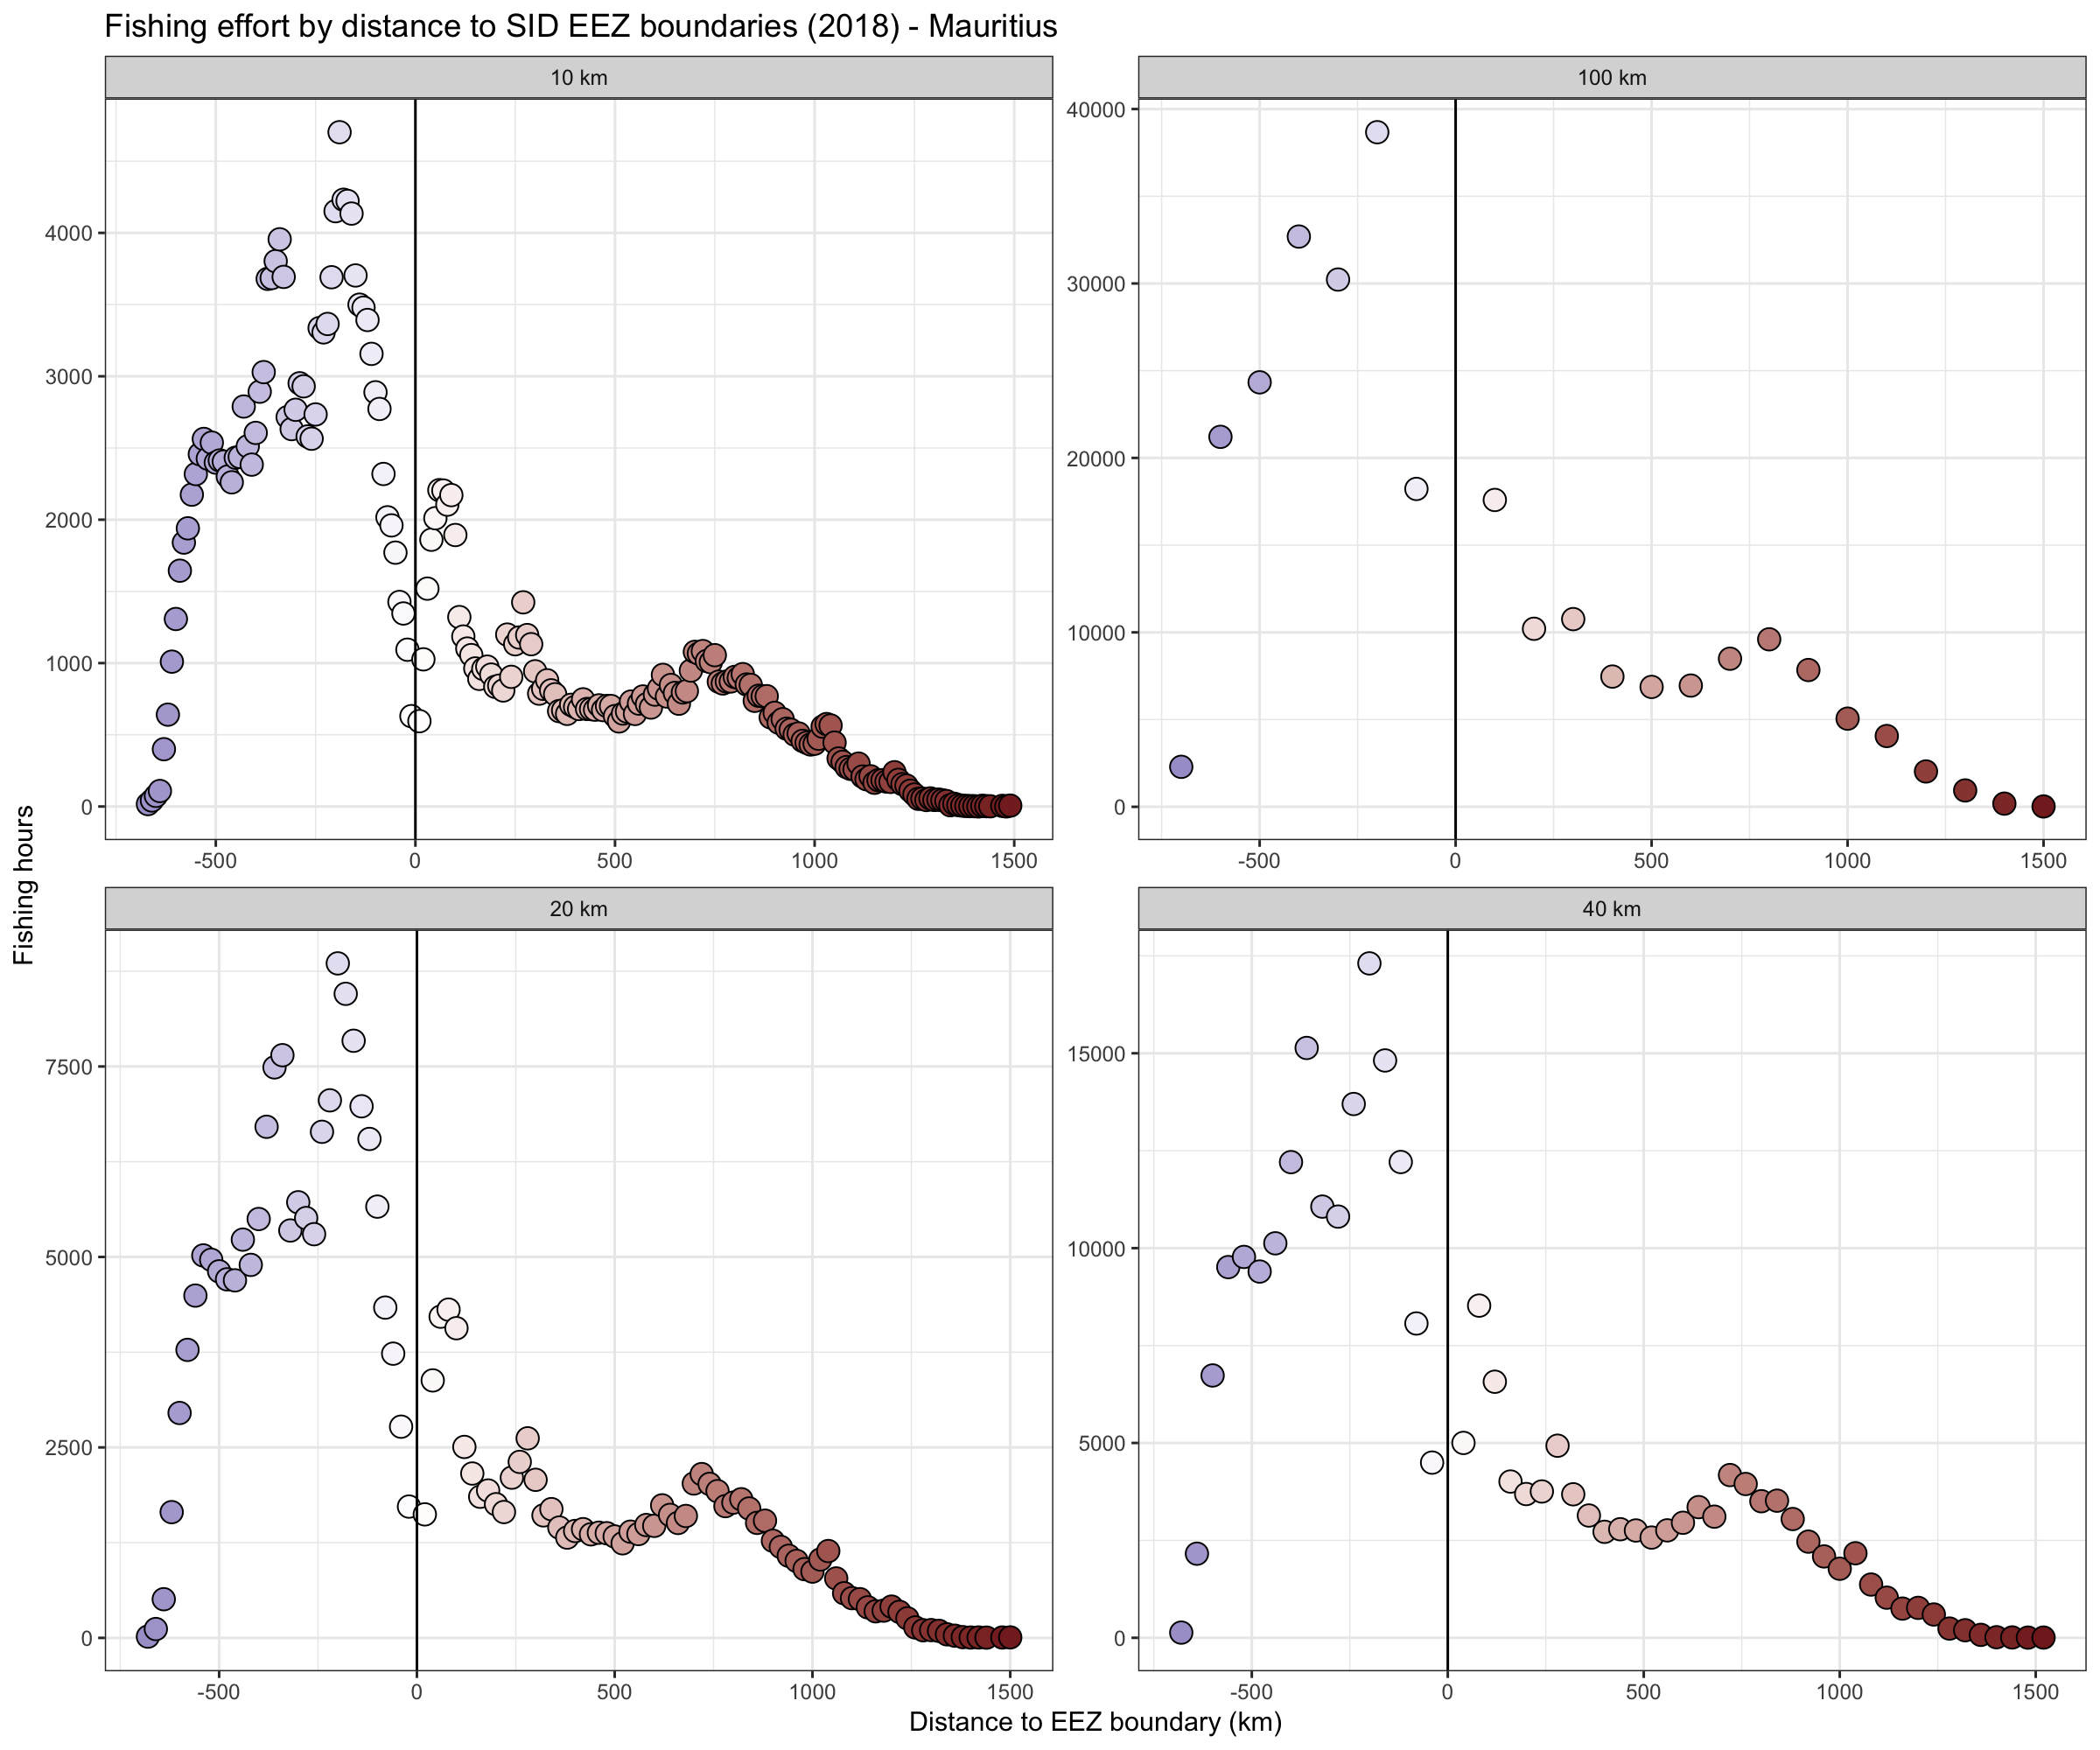 Fishing effort by distance to SID EEZ boundaries (2018) - Mauritius
10 km
4000
3000
2000
1000
0
-500 0 500 1000 1500
100 km
40000
30000
20000
10000
0
-500 0 500 1000 1500
Fishing hours
20 km
7500
5000
2500
0
-500 0 500 1000 1500
40 km
15000
10000
5000
0
-500 0 500 1000 1500
Distance to EEZ boundary (km)